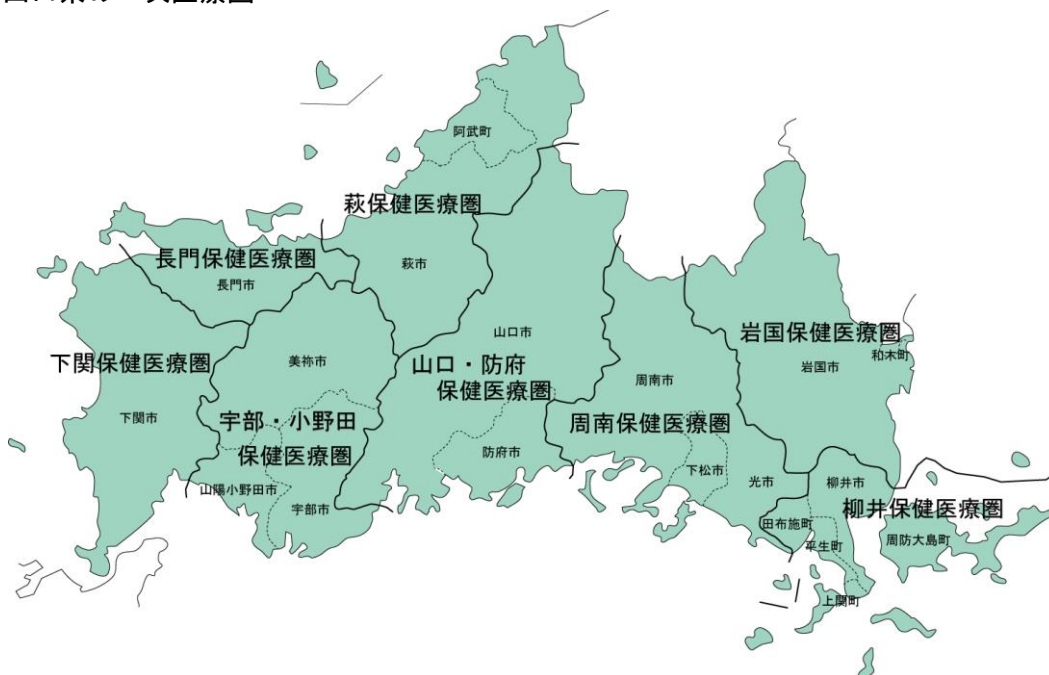 阿武町
萩保健医療圏
萩市
長門保健医療圏
長門市
下関保健医療圏
下関市
美祢市
宇部・小野田
保健医療圏
山陽小野田市
宇部市
山口市
山口・防府
保健医療圏
防府市
周南市
周南保健医療圏
下松市
光市
岩国保健医療圏
和木町
岩国市
柳井市
柳井保健医療圏
田布施町
平生町
周防大島町
上関町